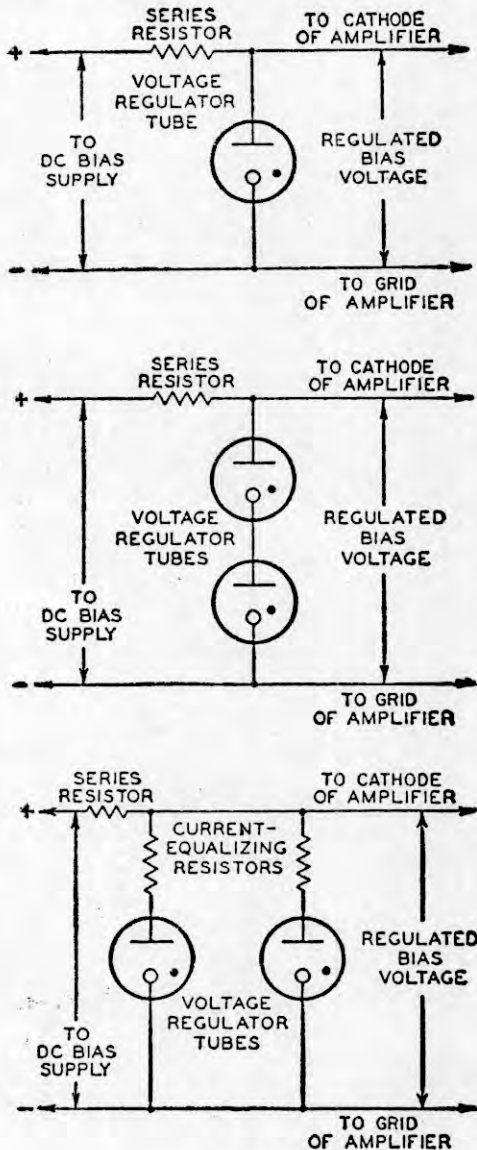 SERIES
RESISTOR
TO CATHODE
OF AMPLIFIER
+
VOLTAGE
REGULATOR
TUBE
TO
DC BIAS
SUPPLY
REGULATED
BIAS
VOLTAGE
-
TO GRID
OF AMPLIFIER
SERIES
RESISTOR
TO CATHODE
OF AMPLIFIER
+
VOLTAGE
REGULATOR
TUBES
REGULATED
BIAS
VOLTAGE
TO
DC BIAS
SUPPLY
-
TO GRID
OF AMPLIFIER
SERIES
RESISTOR
TO CATHODE
OF AMPLIFIER
+
CURRENT-
EQUALIZING
RESISTORS
REGULATED
BIAS
VOLTAGE
VOLTAGE
REGULATOR
TUBES
TO
DC BIAS
SUPPLY
-
TO GRID
OF AMPLIFIER